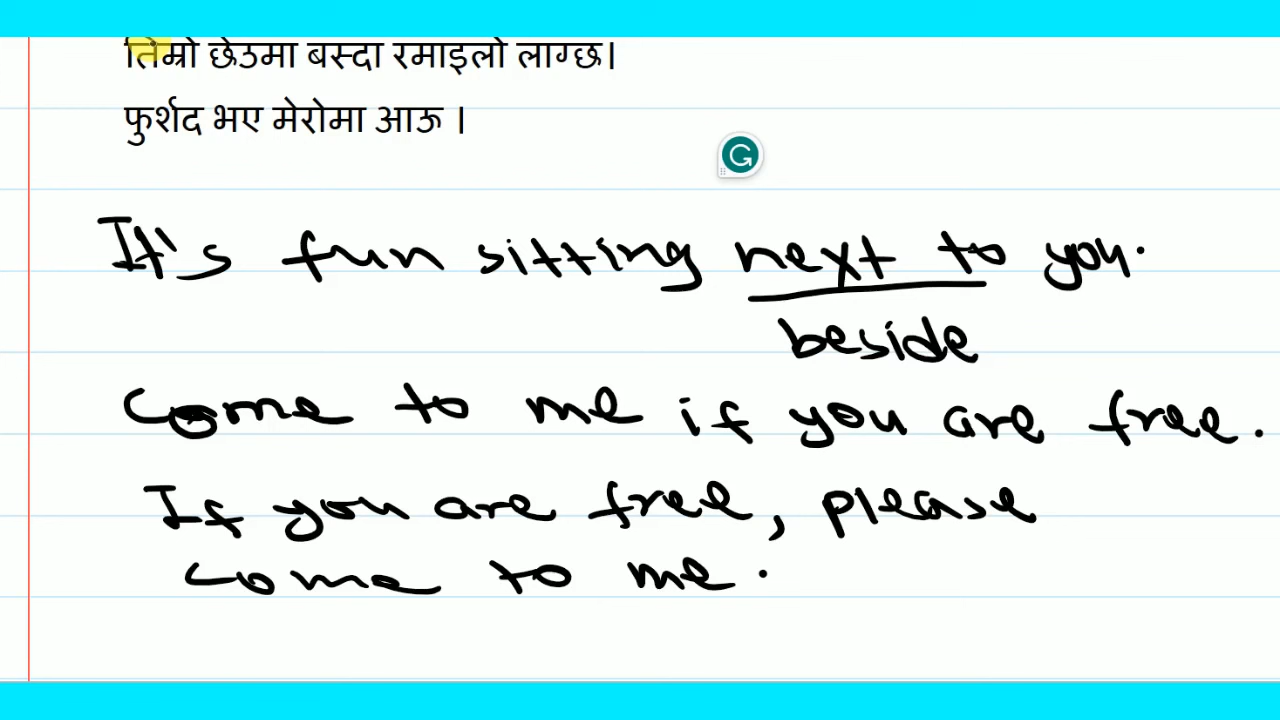 तिम्रो छेउमा बस्दा रमाइलो लाग्छ।
फुर्शद भए मेरोमा आऊ ।
It's fun sitting next to you.
beside
Come to me if you are free.
If you are free, please
come to me.